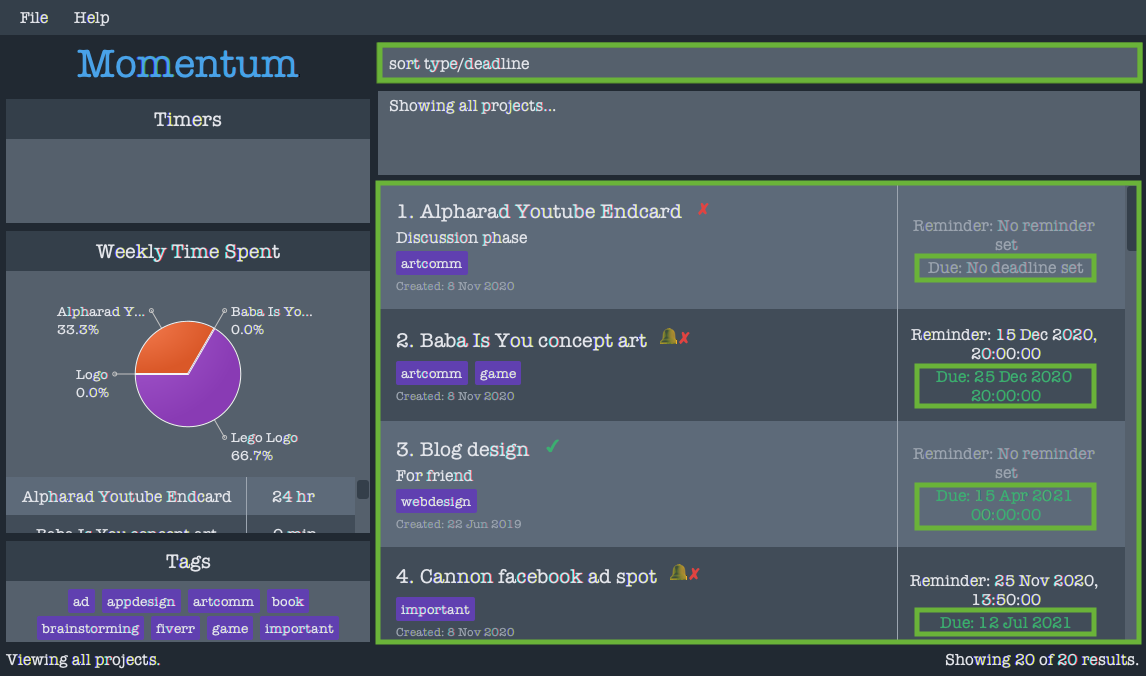 File Help
Momentum
sort type/deadline
Showing all projects...
Timers
Weekly Time Spent
Alpharad Y...
33.3%
Baba Is Yo...
0.0%
Logo
0.0%
Lego Logo
66.7%
Alpharad Youtube Endcard 24 hr
Baba Is You concept art 0 min
Tags
ad appdesign artcomm book
brainstorming fiverr game important
1. Alpharad Youtube Endcard ✗
Discussion phase
artcomm
Created: 8 Nov 2020
Reminder: No reminder
set
Due: No deadline set
2. Baba Is You concept art 🔔✗
artcomm game
Created: 8 Nov 2020
Reminder: 15 Dec 2020,
20:00:00
Due: 25 Dec 2020
20:00:00
3. Blog design ✓
For friend
webdesign
Created: 22 Jun 2019
Reminder: No reminder
set
Due: 15 Apr 2021
00:00:00
4. Cannon facebook ad spot 🔔✗
important
Created: 8 Nov 2020
Reminder: 25 Nov 2020,
13:50:00
Due: 12 Jul 2021
Viewing all projects.
Showing 20 of 20 results.